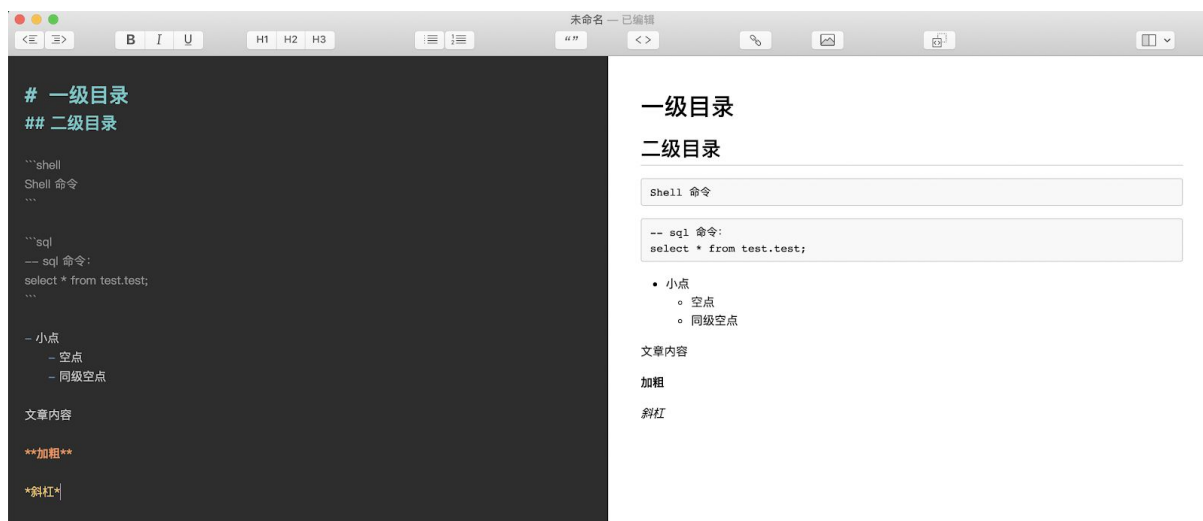 未命名 — 已编辑
B I U H1 H2 H3 “” <>
# 一级目录
## 二级目录
```shell
Shell 命令
```
```sql
-- sql 命令：
select * from test.test;
```
- 小点
- 空点
- 同级空点
文章内容
**加粗**
*斜杠*
一级目录
二级目录
Shell 命令
-- sql 命令：
select * from test.test;
小点
空点
同级空点
文章内容
加粗
斜杠